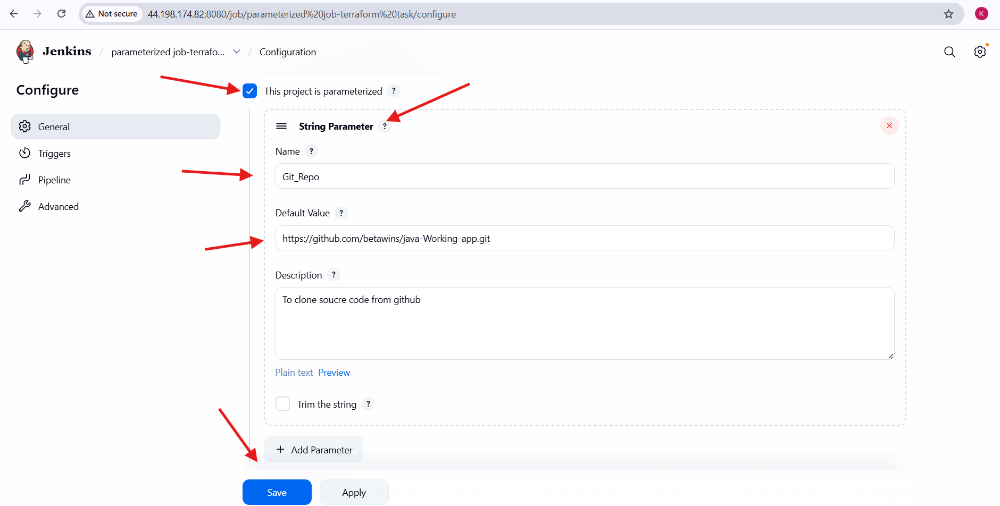 Not secure 44.198.174.82:8080/job/parameterized%20job-terraform%20task/configure
K
Jenkins / parameterized job-terrafo... / Configuration
Configure
General
Triggers
Pipeline
Advanced
This project is parameterized ?
String Parameter ?
Name ?
Git_Repo
Default Value ?
https://github.com/betawins/java-Working-app.git
Description ?
To clone soucre code from github
Plain text Preview
Trim the string ?
+ Add Parameter
Save Apply